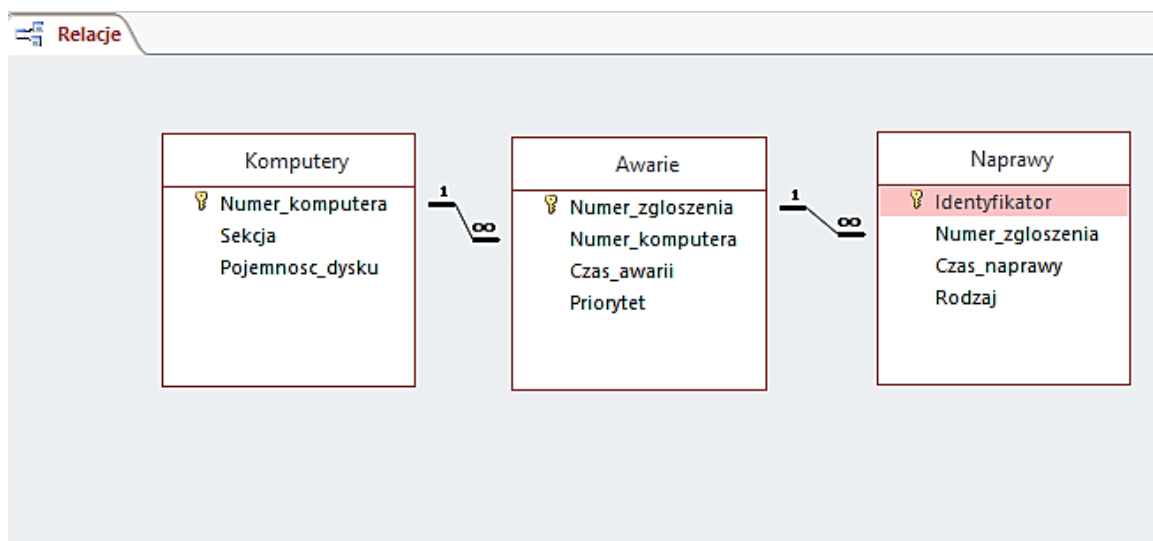 Relacje
Komputery
Numer_komputera
Sekcja
Pojemnosc_dysku
1
∞
Awarie
Numer_zgloszenia
Numer_komputera
Czas_awarii
Priorytet
1
∞
Naprawy
Identyfikator
Numer_zgloszenia
Czas_naprawy
Rodzaj